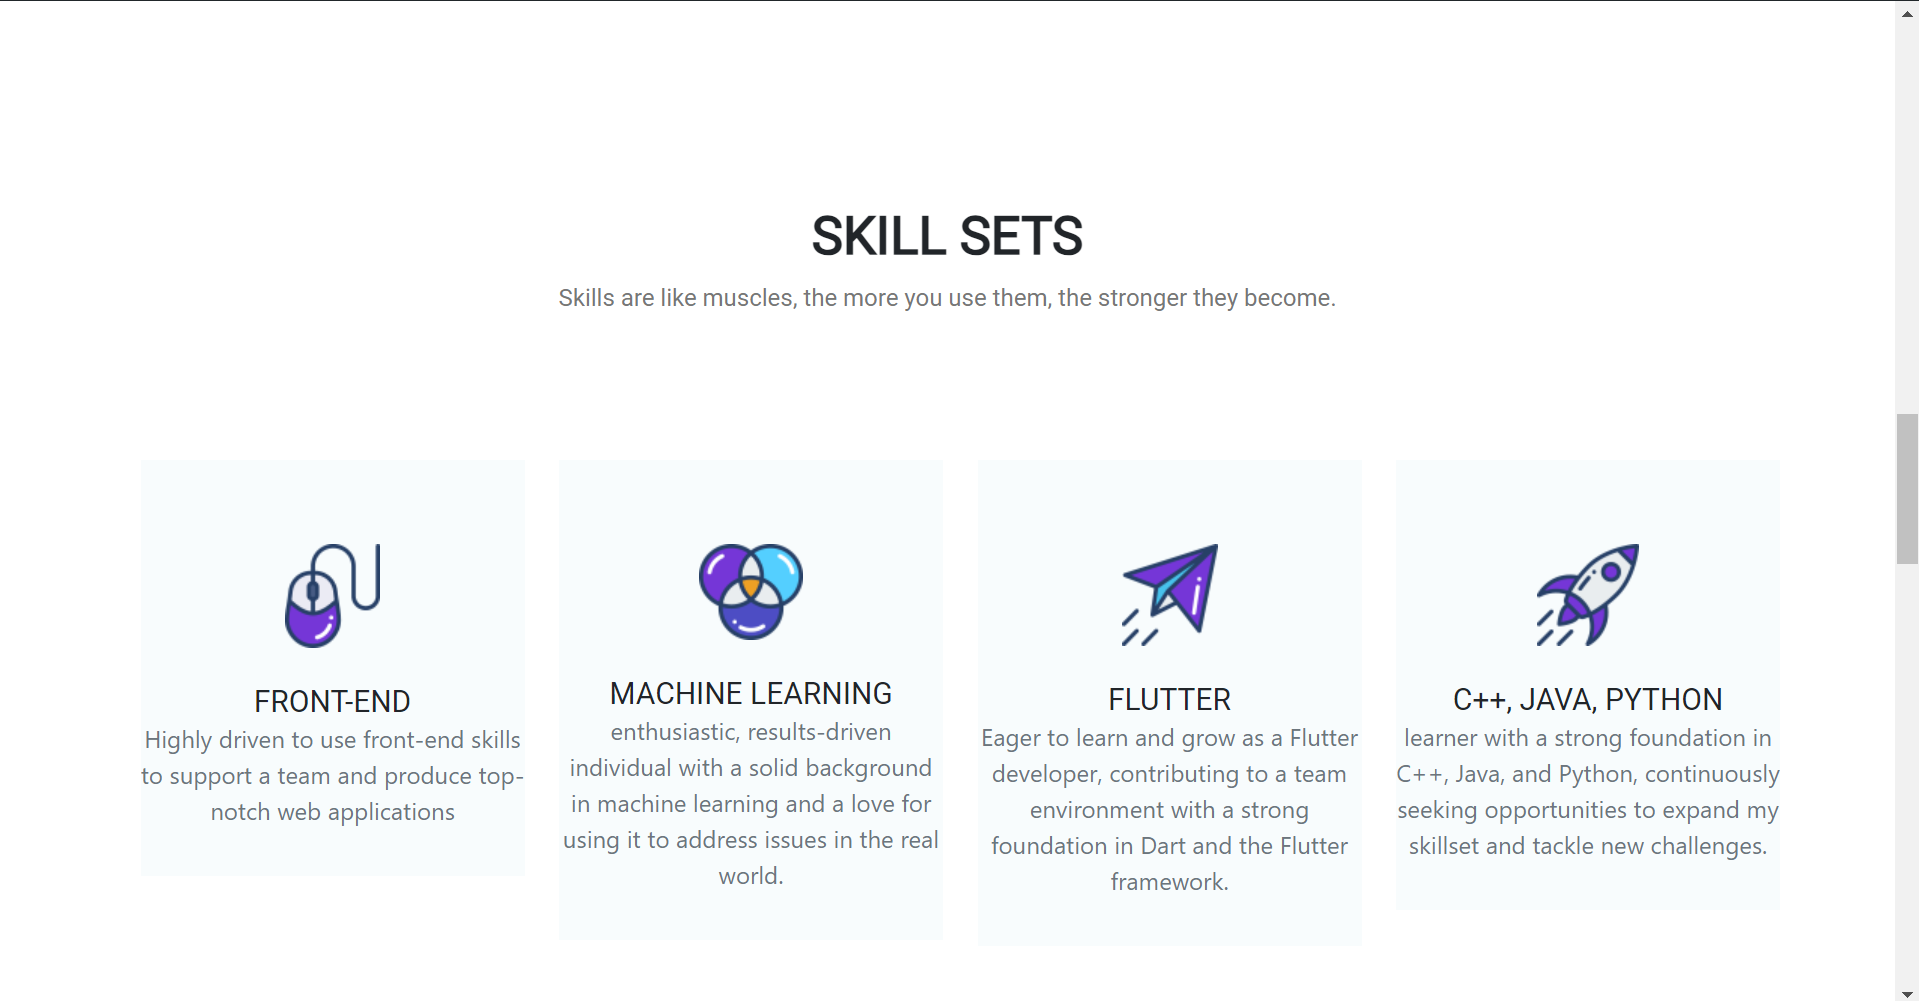 SKILL SETS
Skills are like muscles, the more you use them, the stronger they become.
FRONT-END
Highly driven to use front-end skills
to support a team and produce top-
notch web applications
MACHINE LEARNING
enthusiastic, results-driven
individual with a solid background
in machine learning and a love for
using it to address issues in the real
world.
FLUTTER
Eager to learn and grow as a Flutter
developer, contributing to a team
environment with a strong
foundation in Dart and the Flutter
framework.
C++, JAVA, PYTHON
learner with a strong foundation in
C++, Java, and Python, continuously
seeking opportunities to expand my
skillset and tackle new challenges.